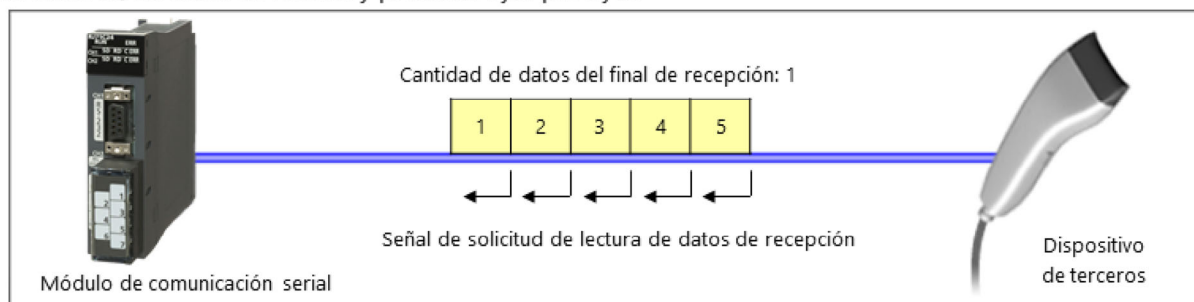 Cantidad de datos del final de recepción: 1
1 2 3 4 5
Señal de solicitud de lectura de datos de recepción
Módulo de comunicación serial
Dispositivo
de terceros